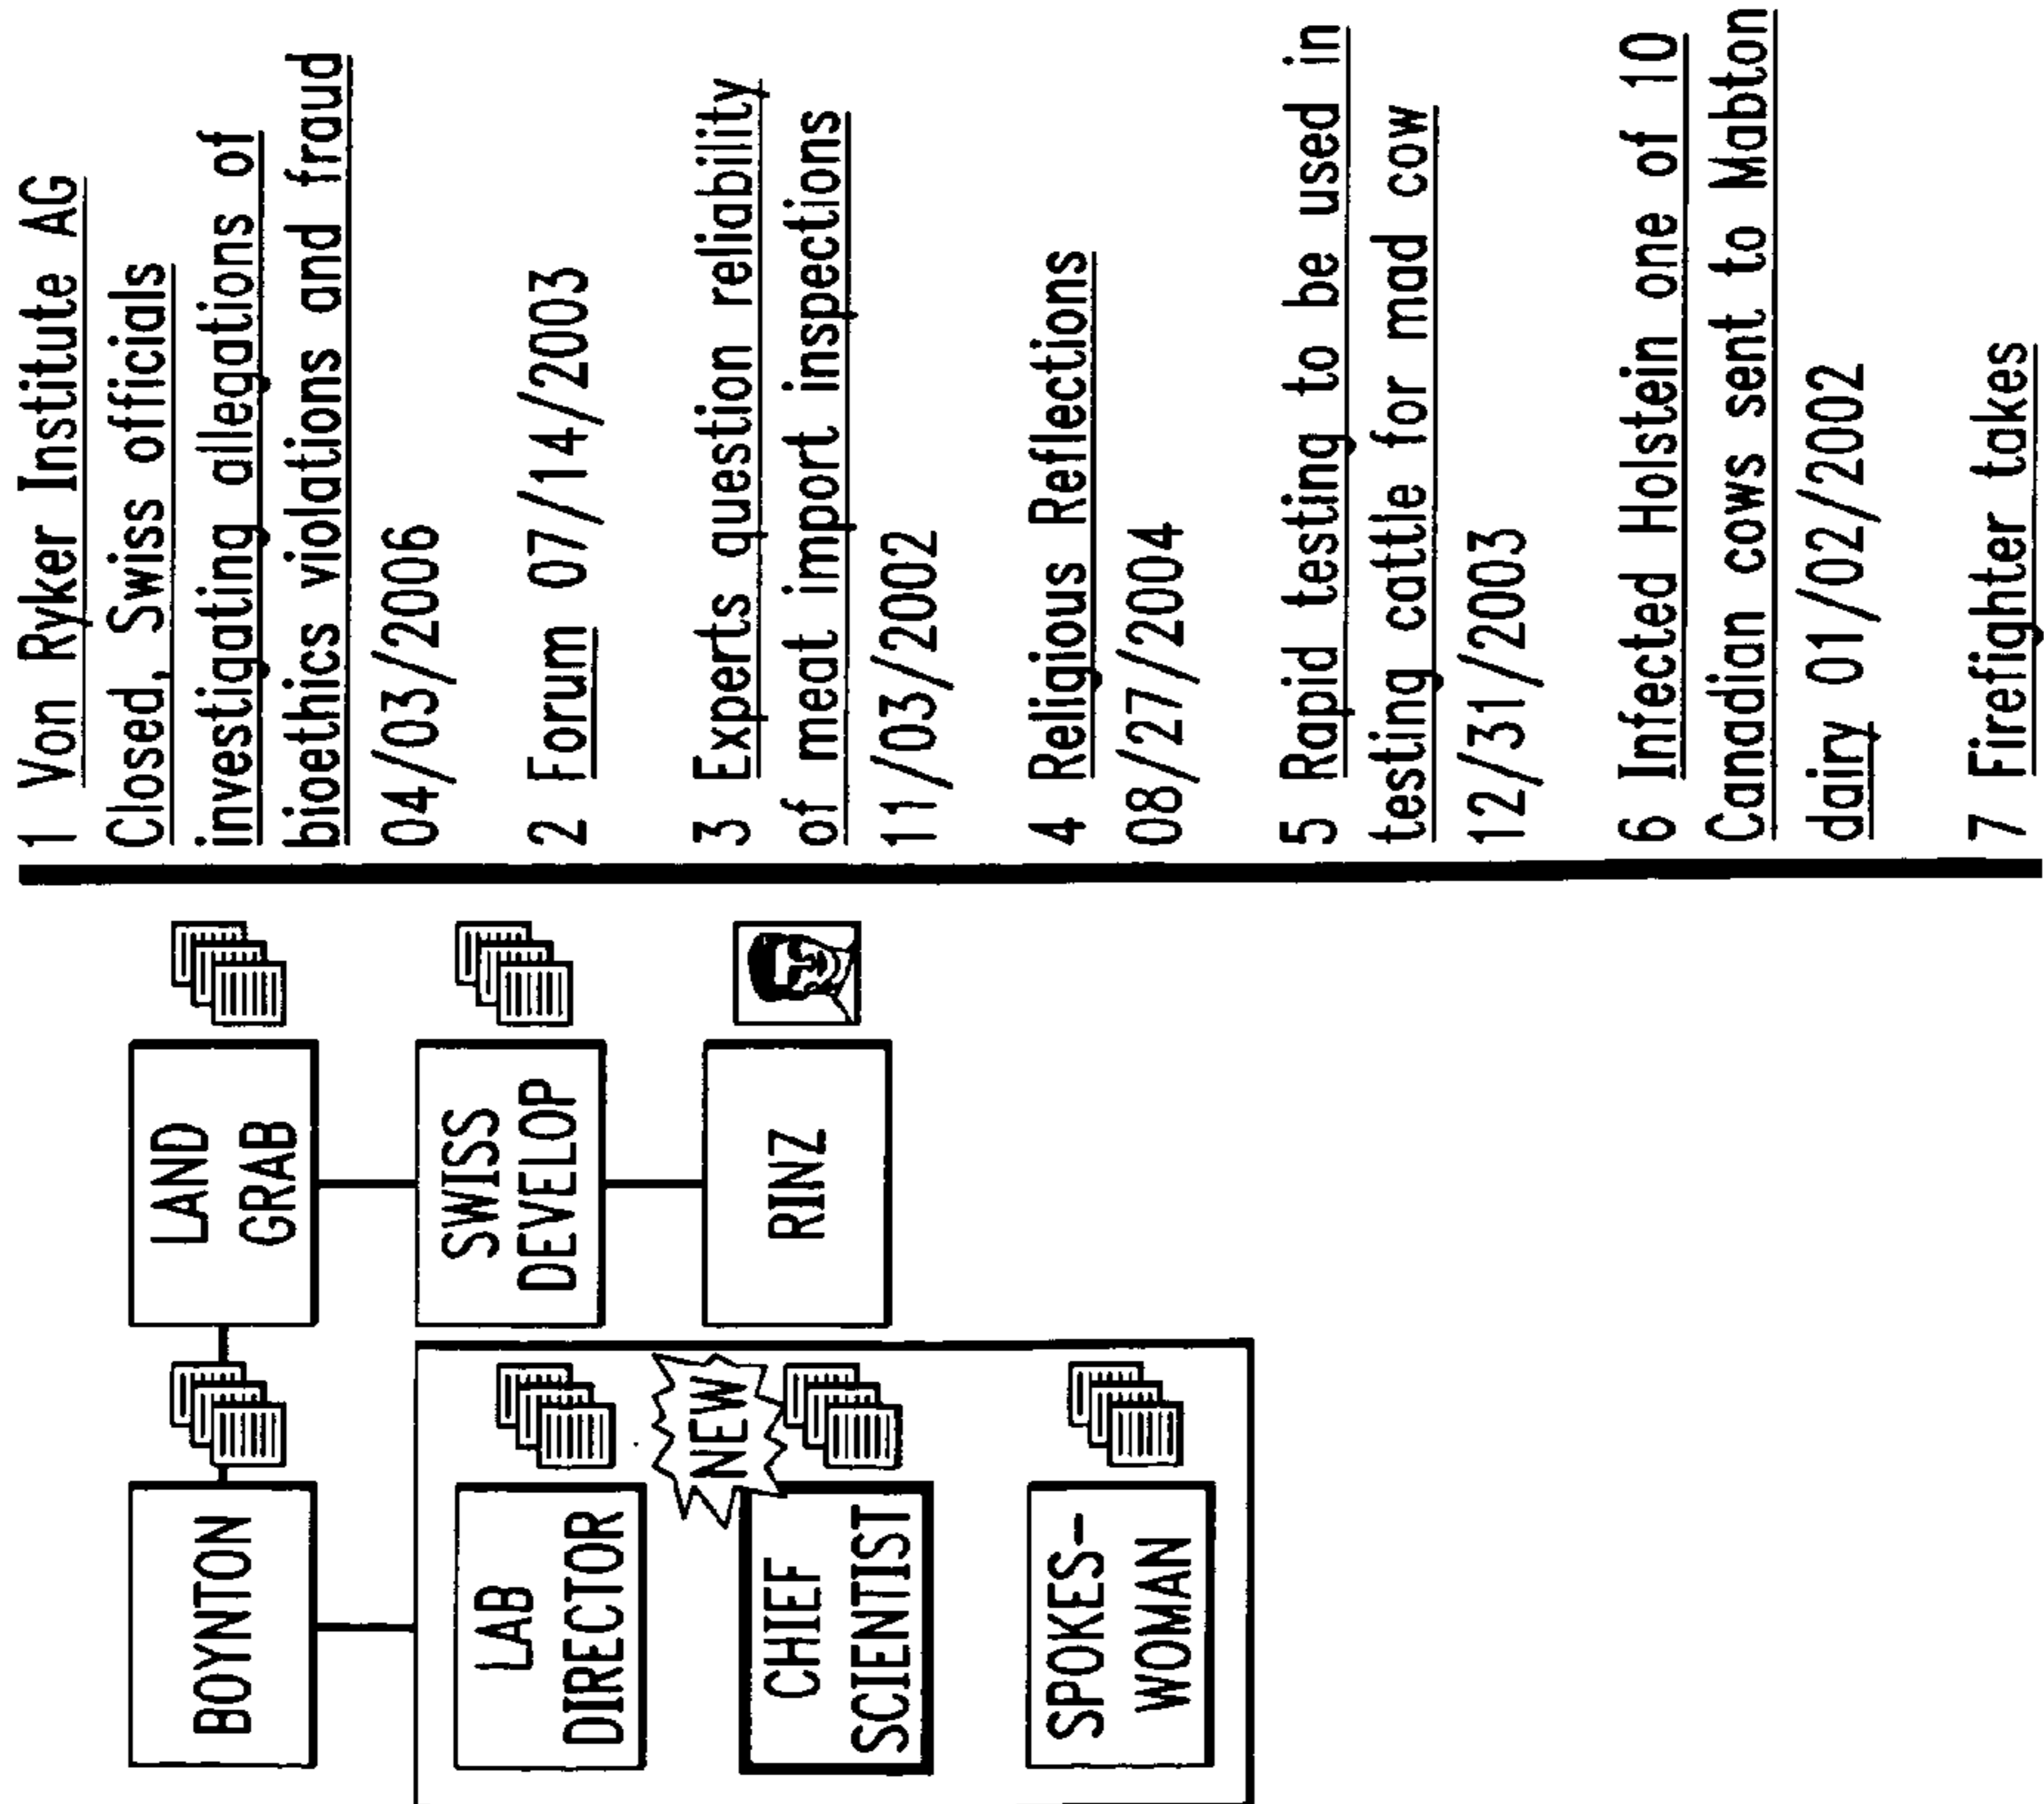 BOYNTON
LAND
GRAB
LAB
DIRECTOR
SWISS
DEVELOP
NEW
CHIEF
SCIENTIST
RINZ
SPOKES-
WOMAN
1 Von Ryker Institute AG
Closed, Swiss officials
investigating allegations of
bioethics violations and fraud
04/03/2006
2 Forum 07/14/2003
3 Experts question reliability
of meat import inspections
11/03/2002
4 Religious Reflections
08/27/2004
5 Rapid testing to be used in
testing cattle for mad cow
12/31/2003
6 Infected Holstein one of 10
Canadian cows sent to Mabton
dairy 01/02/2002
7 Firefighter takes